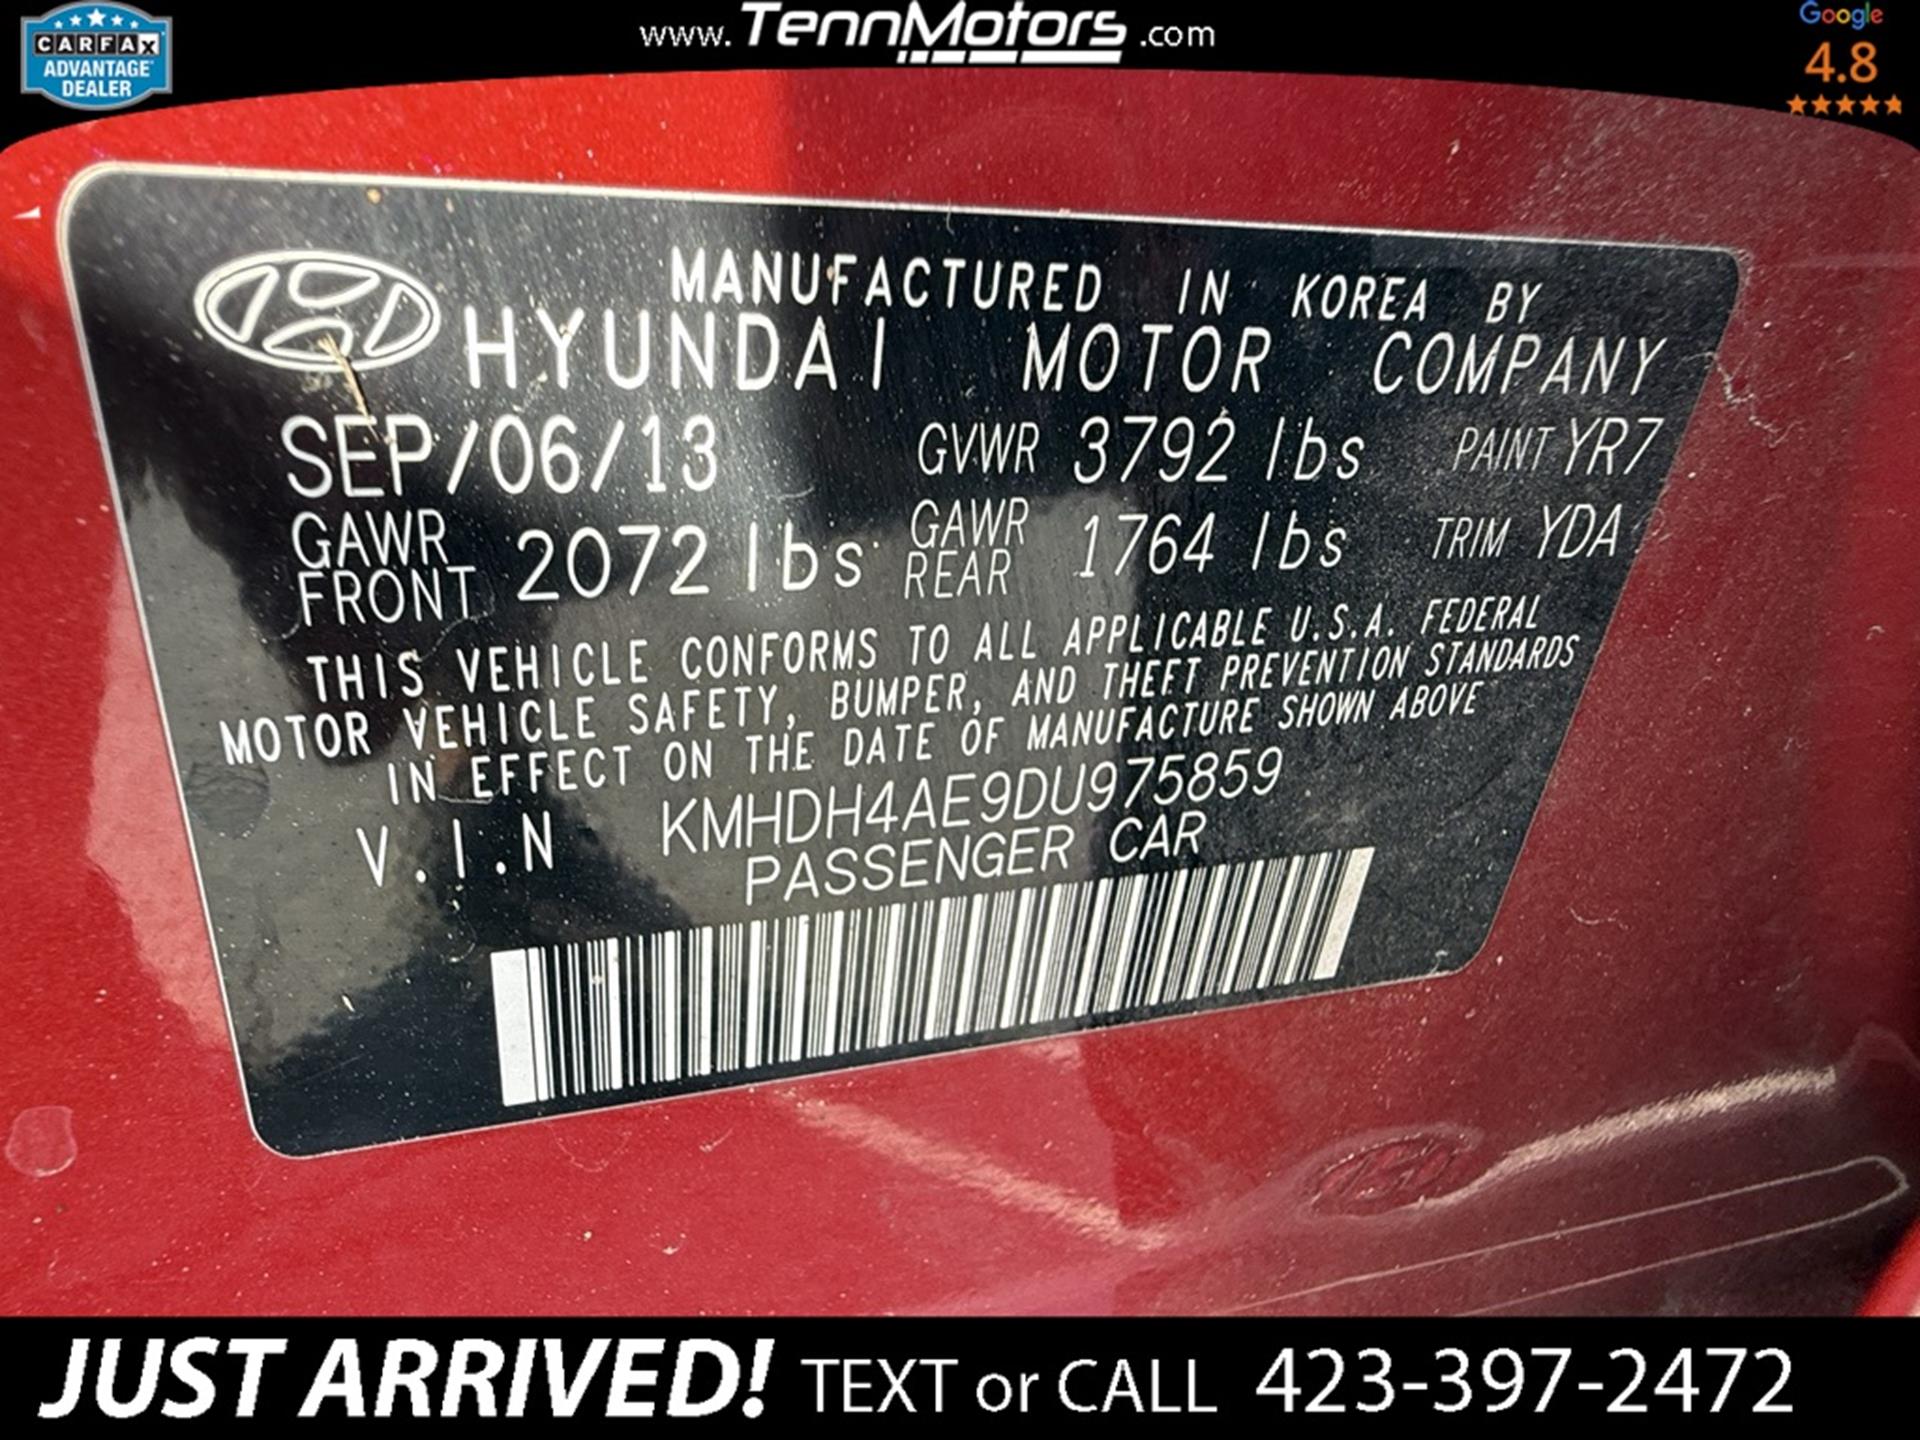 CARFAX
ADVANTAGE
DEALER
www.TennMotors.com
Google
4.8
MANUFACTURED IN KOREA BY
HYUNDAI MOTOR COMPANY
SEP/06/13 GVWR 3792 lbs PAINT YR7
GAWR FRONT 2072 lbs GAWR REAR 1764 lbs TRIM YDA
THIS VEHICLE CONFORMS TO ALL APPLICABLE U.S.A. FEDERAL
MOTOR VEHICLE SAFETY, BUMPER, AND THEFT PREVENTION STANDARDS
IN EFFECT ON THE DATE OF MANUFACTURE SHOWN ABOVE
V.I.N KMHDH4AE9DU975859
PASSENGER CAR
JUST ARRIVED! TEXT or CALL 423-397-2472